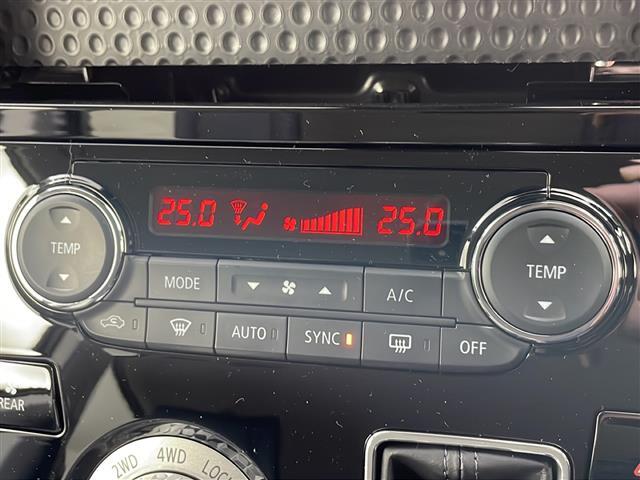 25.0 25.0
TEMP TEMP
MODE A/C
AUTO SYNC OFF
REAR
2WD 4WD LOCK